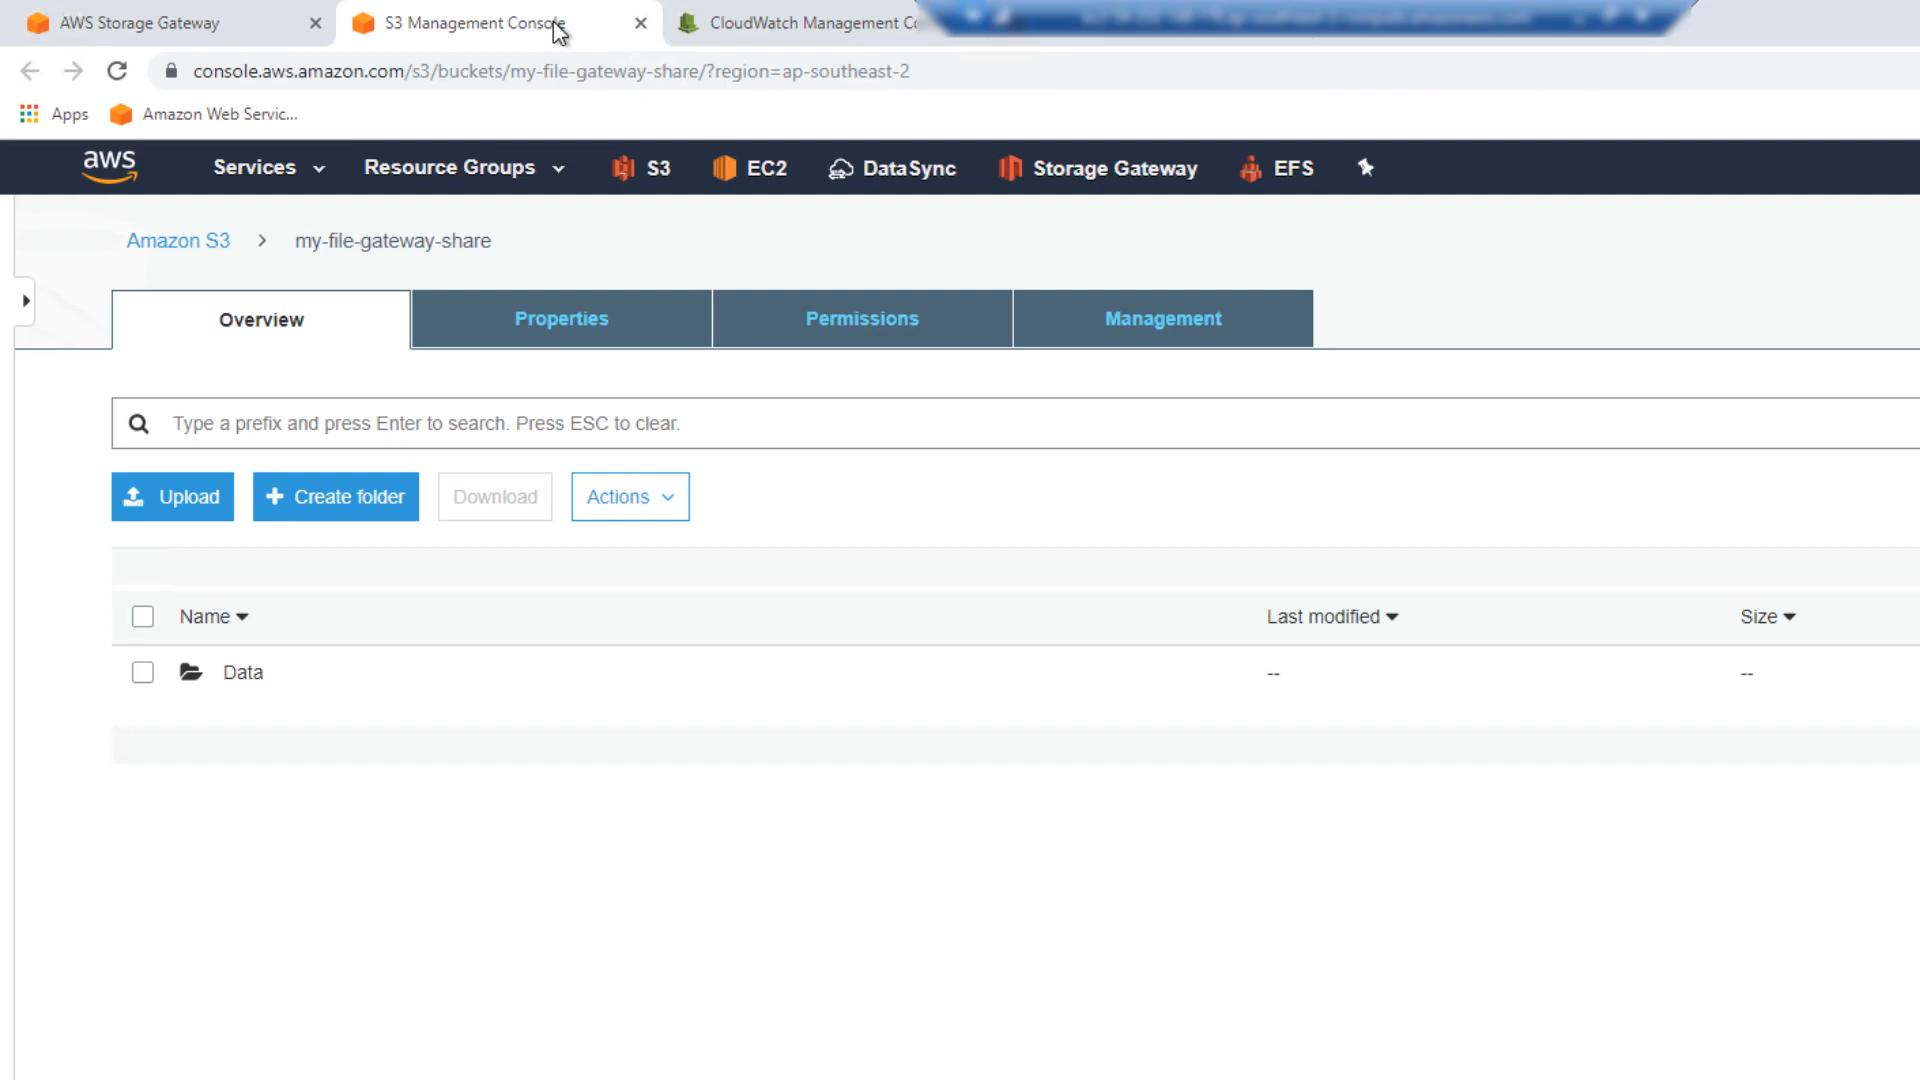 AWS Storage Gateway
S3 Management Console
CloudWatch Management Co
console.aws.amazon.com/s3/buckets/my-file-gateway-share/?region=ap-southeast-2
Apps
Amazon Web Servic...
aws
Services
Resource Groups
S3
EC2
DataSync
Storage Gateway
EFS
Amazon S3
my-file-gateway-share
Overview
Properties
Permissions
Management
Type a prefix and press Enter to search. Press ESC to clear.
Upload
Create folder
Download
Actions
Name
Last modified
Size
Data
--
--